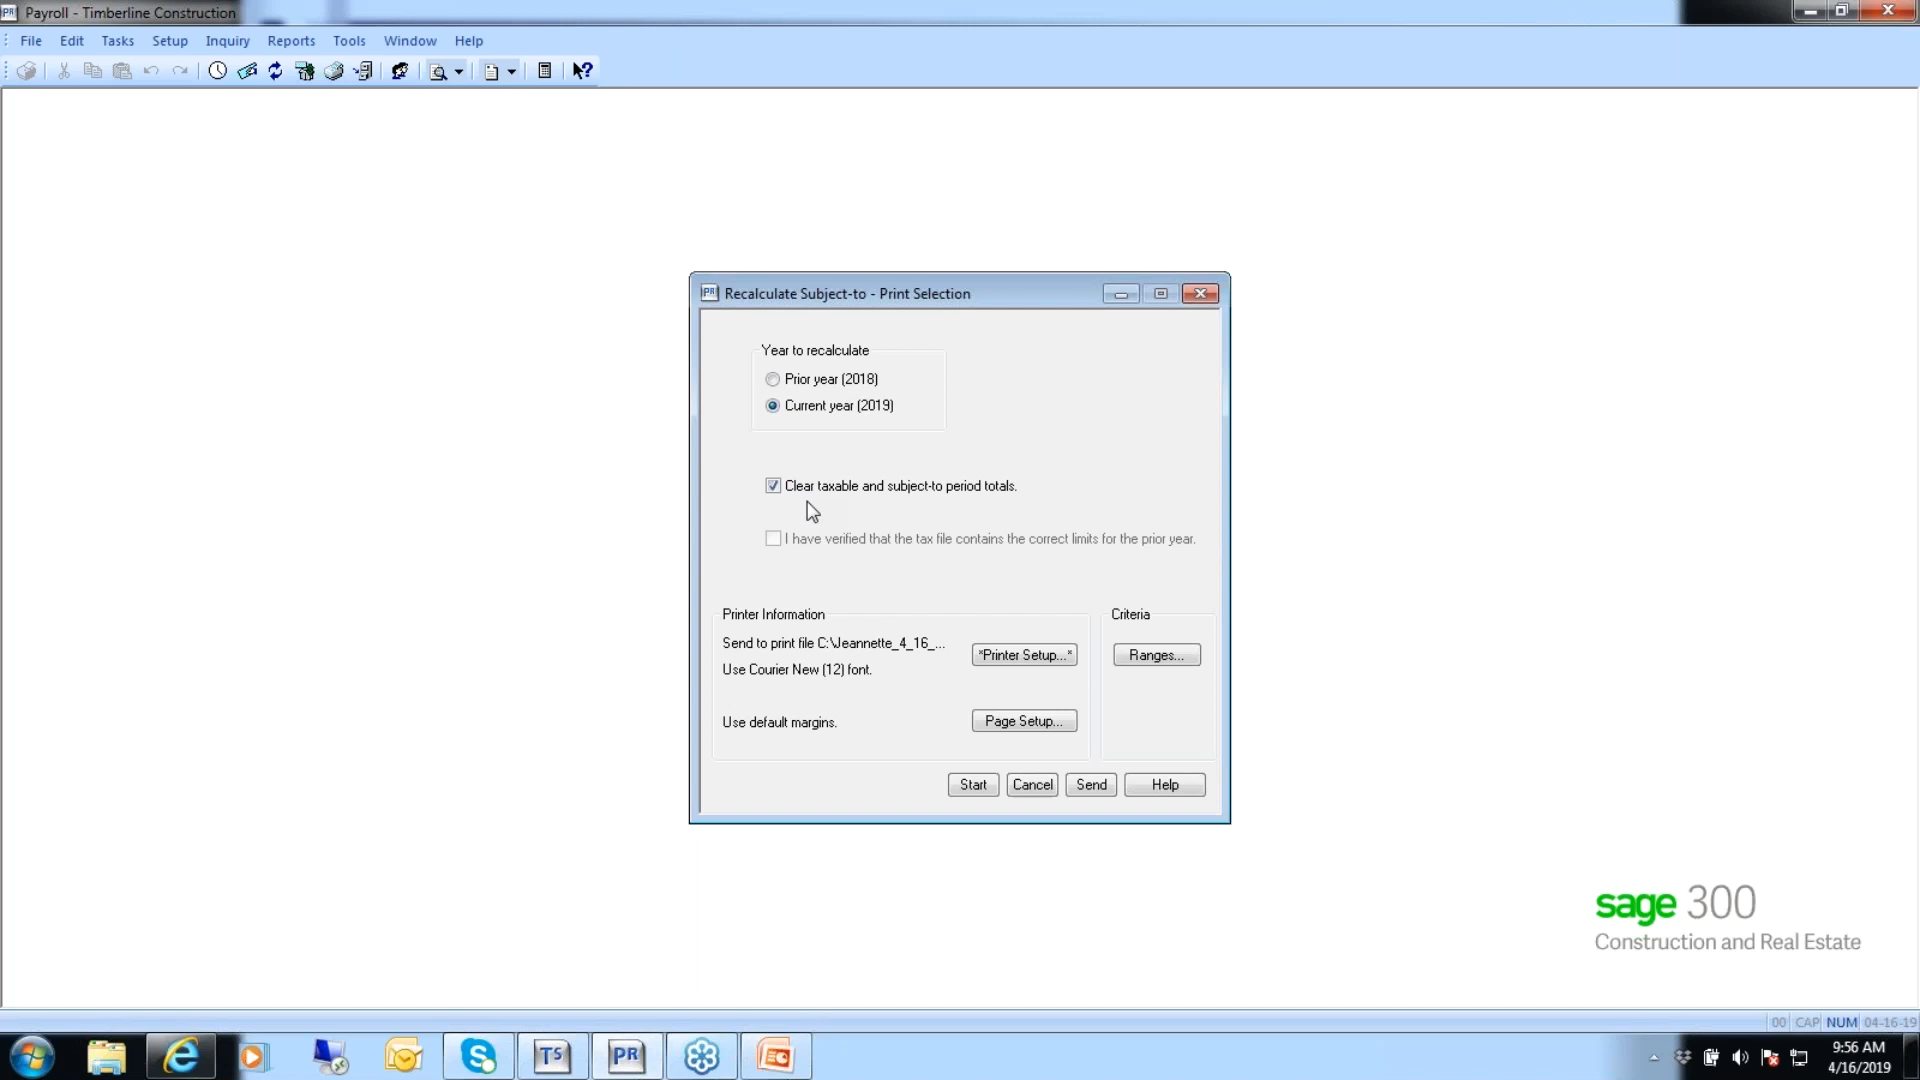 PR Payroll - Timberline Construction
File Edit Tasks Setup Inquiry Reports Tools Window Help
PR Recalculate Subject-to - Print Selection
Year to recalculate
Prior year (2018)
Current year (2019)
Clear taxable and subject-to period totals.
I have verified that the tax file contains the correct limits for the prior year.
Printer Information
Criteria
Send to print file C:\Jeannette_4_16_...
*Printer Setup...*
Ranges...
Use Courier New (12) font.
Use default margins.
Page Setup...
Start Cancel Send Help
sage 300
Construction and Real Estate
00 CAP NUM 04-16-19
TS PR
9:56 AM
4/16/2019